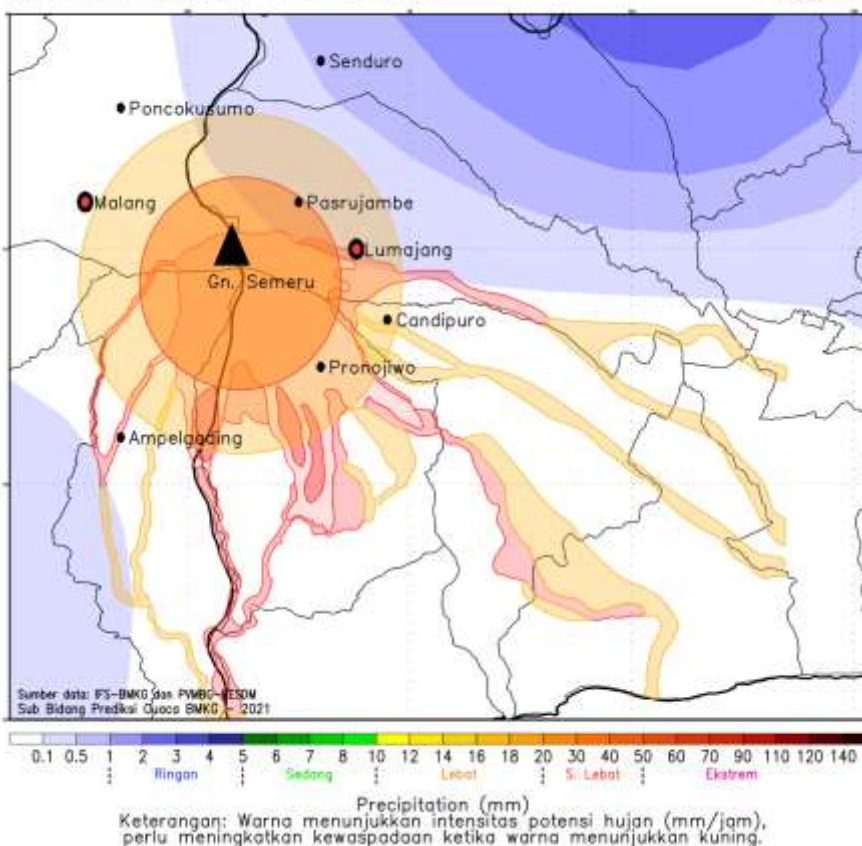 Senduro
Poncokusumo
Malang
Pasrujambe
Lumajang
Gn. Semeru
Candipuro
Pronojiwo
Ampelgading
Sumber data: IFS-BMKG dan PVMBG-KESDM
Sub Bidang Prediksi Cuaca BMKG - 2021
0.1 0.5 1 2 3 4 5 6 7 8 10 12 14 16 18 20 30 40 50 60 70 90 110 120 140
Ringan Sedang Lebat S. Lebat Ekstrem
Precipitation (mm)
Keterangan: Warna menunjukkan intensitas potensi hujan (mm/jam),
perlu meningkatkan kewaspadaan ketika warna menunjukkan kuning.